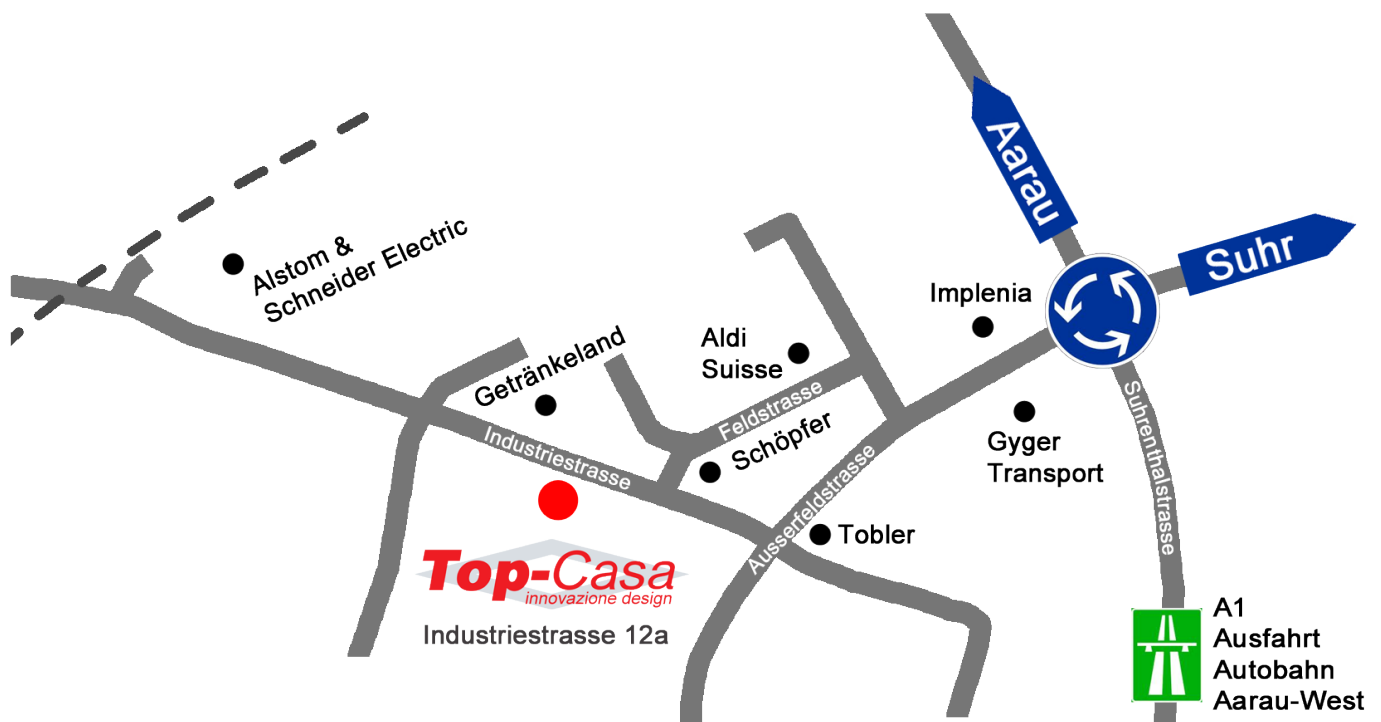 Aarau
Suhr
Alstom &
Schneider Electric
Implenia
Getränkeland
Aldi
Suisse
Feldstrasse
Schöpfer
Industriestrasse
Gyger
Transport
Suhrenthalstrasse
Ausserfeldstrasse
Tobler
Top-Casa
innovazione design
Industriestrasse 12a
A1
Ausfahrt
Autobahn
Aarau-West